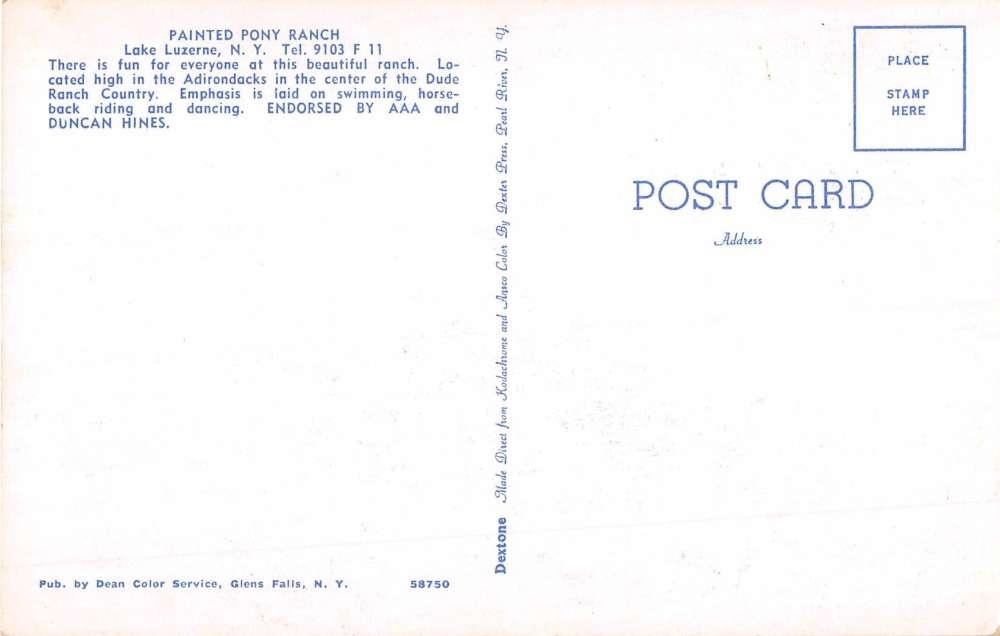 PAINTED PONY RANCH
Lake Luzerne, N. Y. Tel. 9103 F 11
There is fun for everyone at this beautiful ranch. Lo-
cated high in the Adirondacks in the center of the Dude
Ranch Country. Emphasis is laid on swimming, horse-
back riding and dancing. ENDORSED BY AAA and
DUNCAN HINES.
Pub. by Dean Color Service, Glens Falls, N. Y. 58750
Dextone Made Direct from Kodachrome and Ansco Color By Dexter Press, Pearl River, N. Y.
PLACE
STAMP
HERE
POST CARD
Address